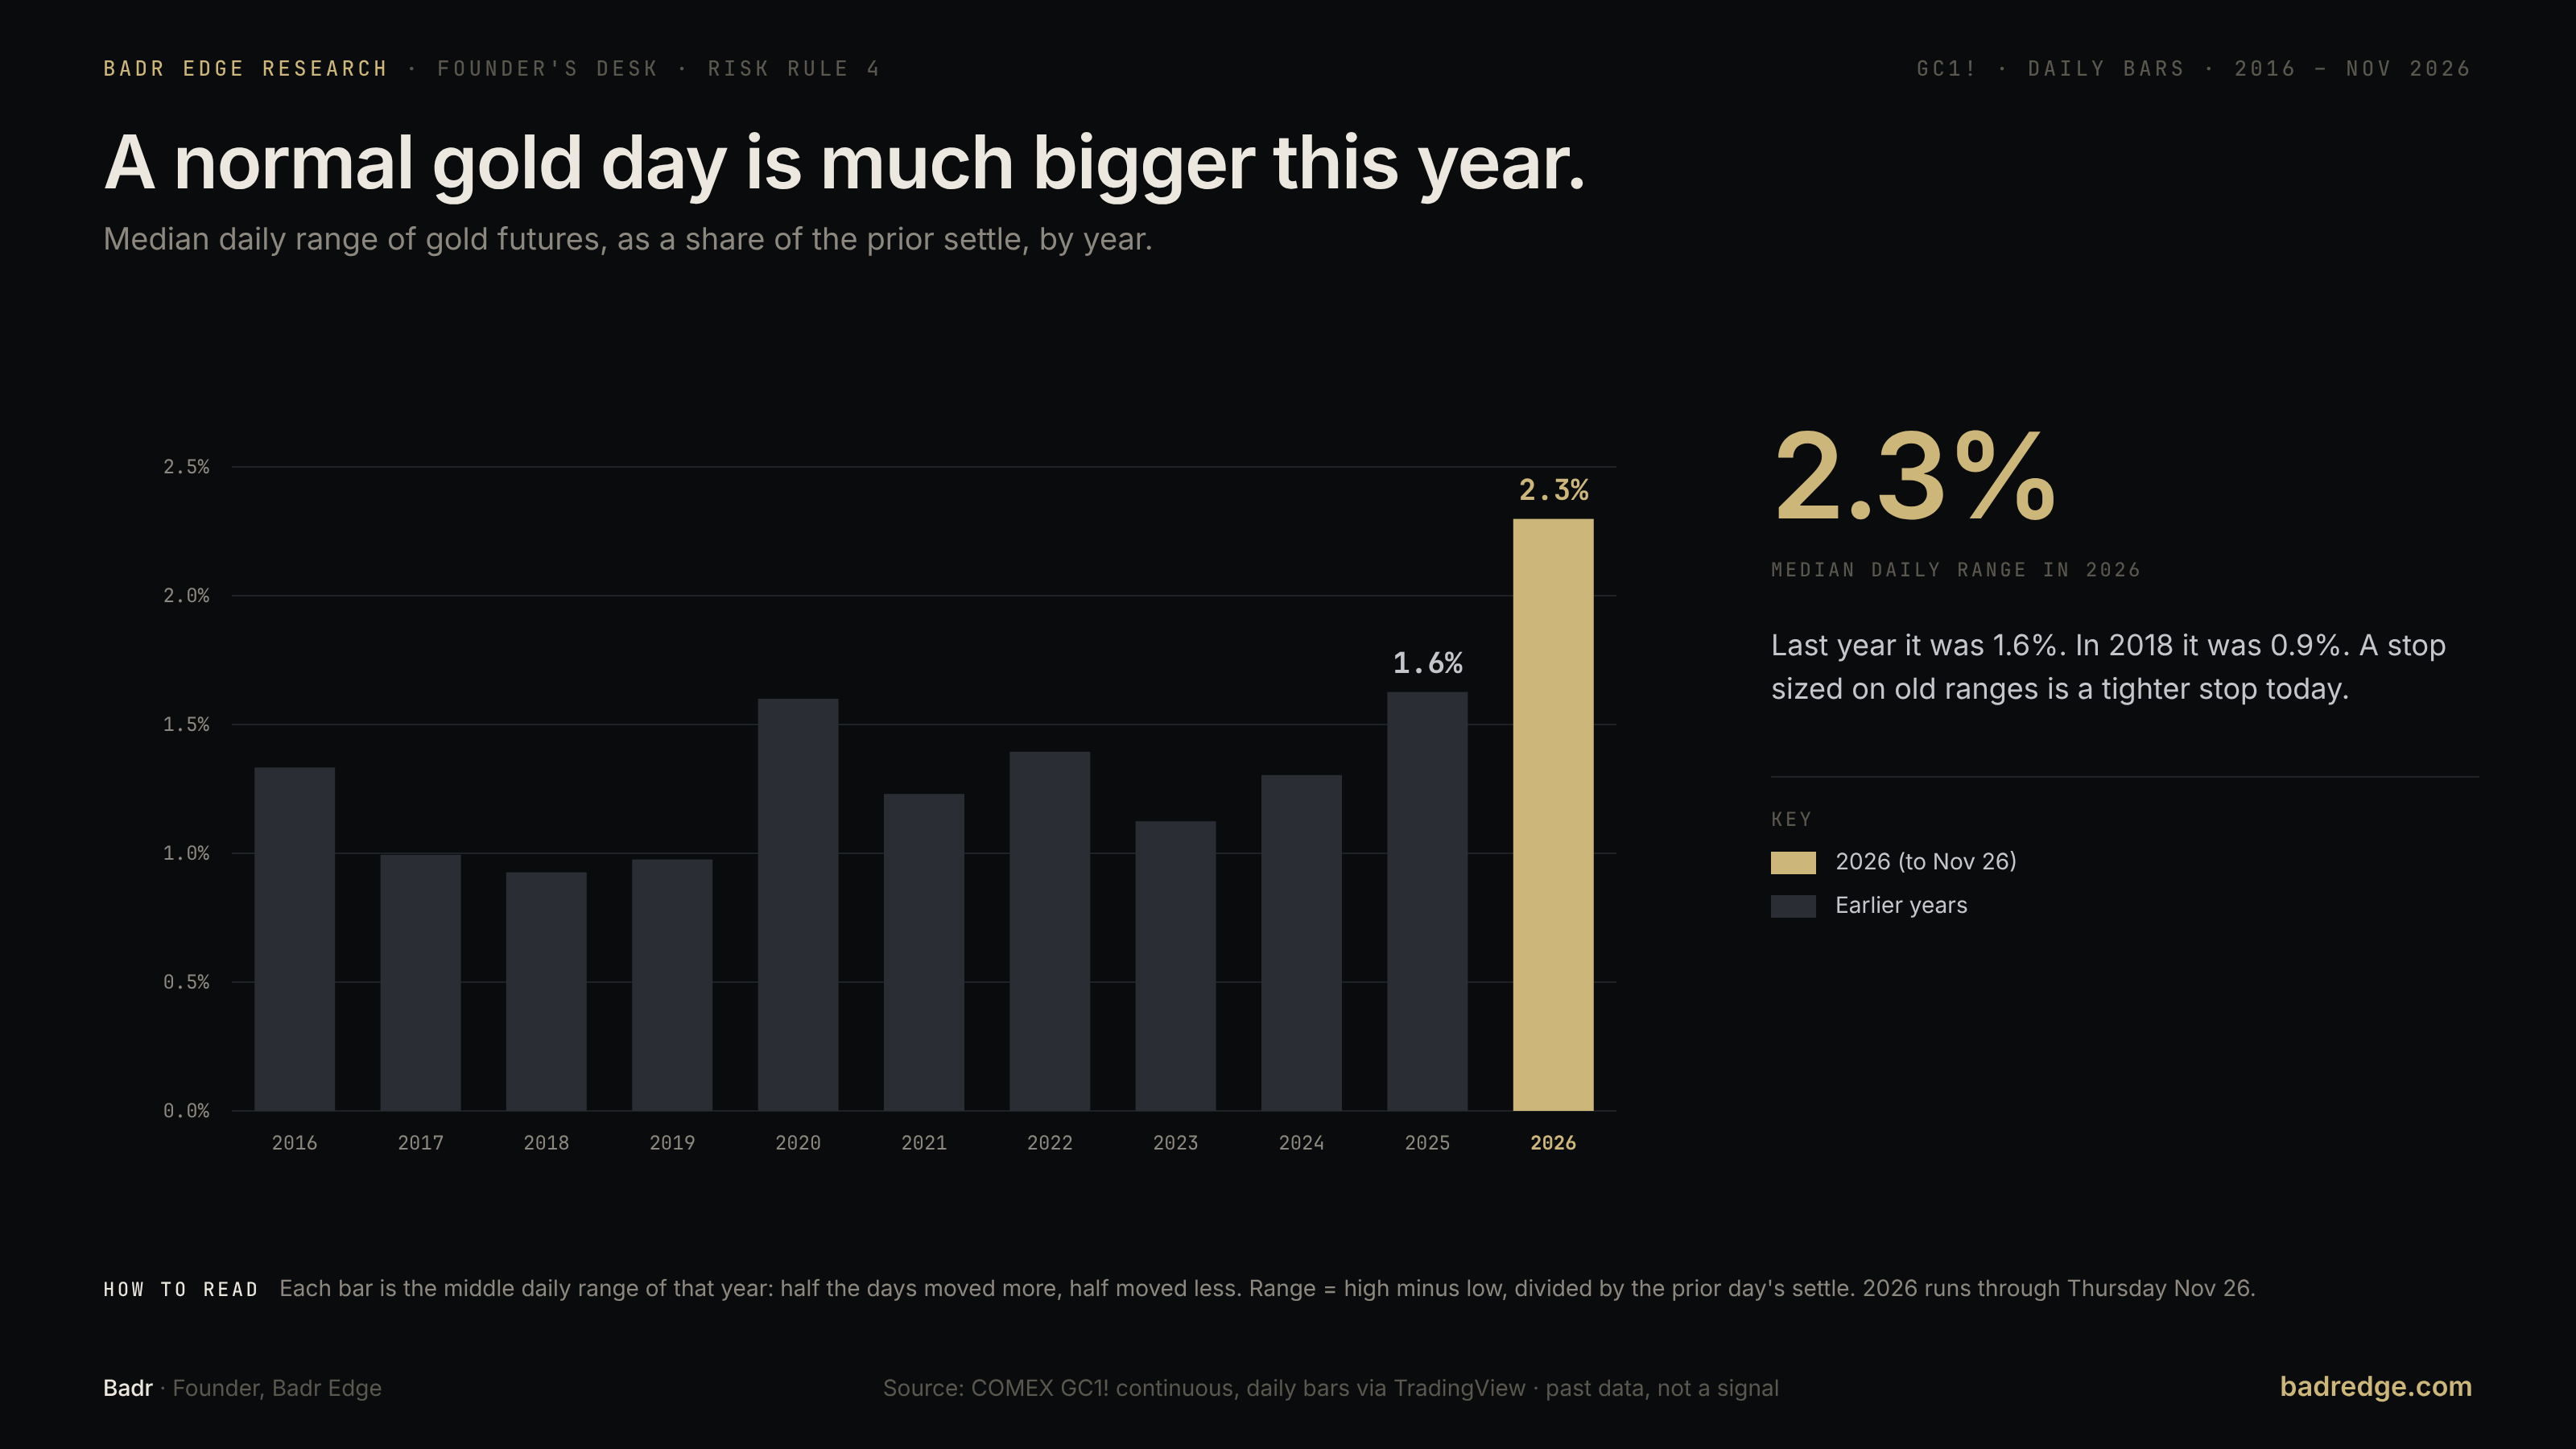 BADR EDGE RESEARCH · FOUNDER'S DESK · RISK RULE 4
GC1! · DAILY BARS · 2016 – NOV 2026
A normal gold day is much bigger this year.
Median daily range of gold futures, as a share of the prior settle, by year.
2.5%
2.0%
1.5%
1.0%
0.5%
0.0%
2.3%
1.6%
2016 2017 2018 2019 2020 2021 2022 2023 2024 2025 2026
2.3%
MEDIAN DAILY RANGE IN 2026
Last year it was 1.6%. In 2018 it was 0.9%. A stop
sized on old ranges is a tighter stop today.
KEY
2026 (to Nov 26)
Earlier years
HOW TO READ Each bar is the middle daily range of that year: half the days moved more, half moved less. Range = high minus low, divided by the prior day's settle. 2026 runs through Thursday Nov 26.
Badr · Founder, Badr Edge
Source: COMEX GC1! continuous, daily bars via TradingView · past data, not a signal
badredge.com